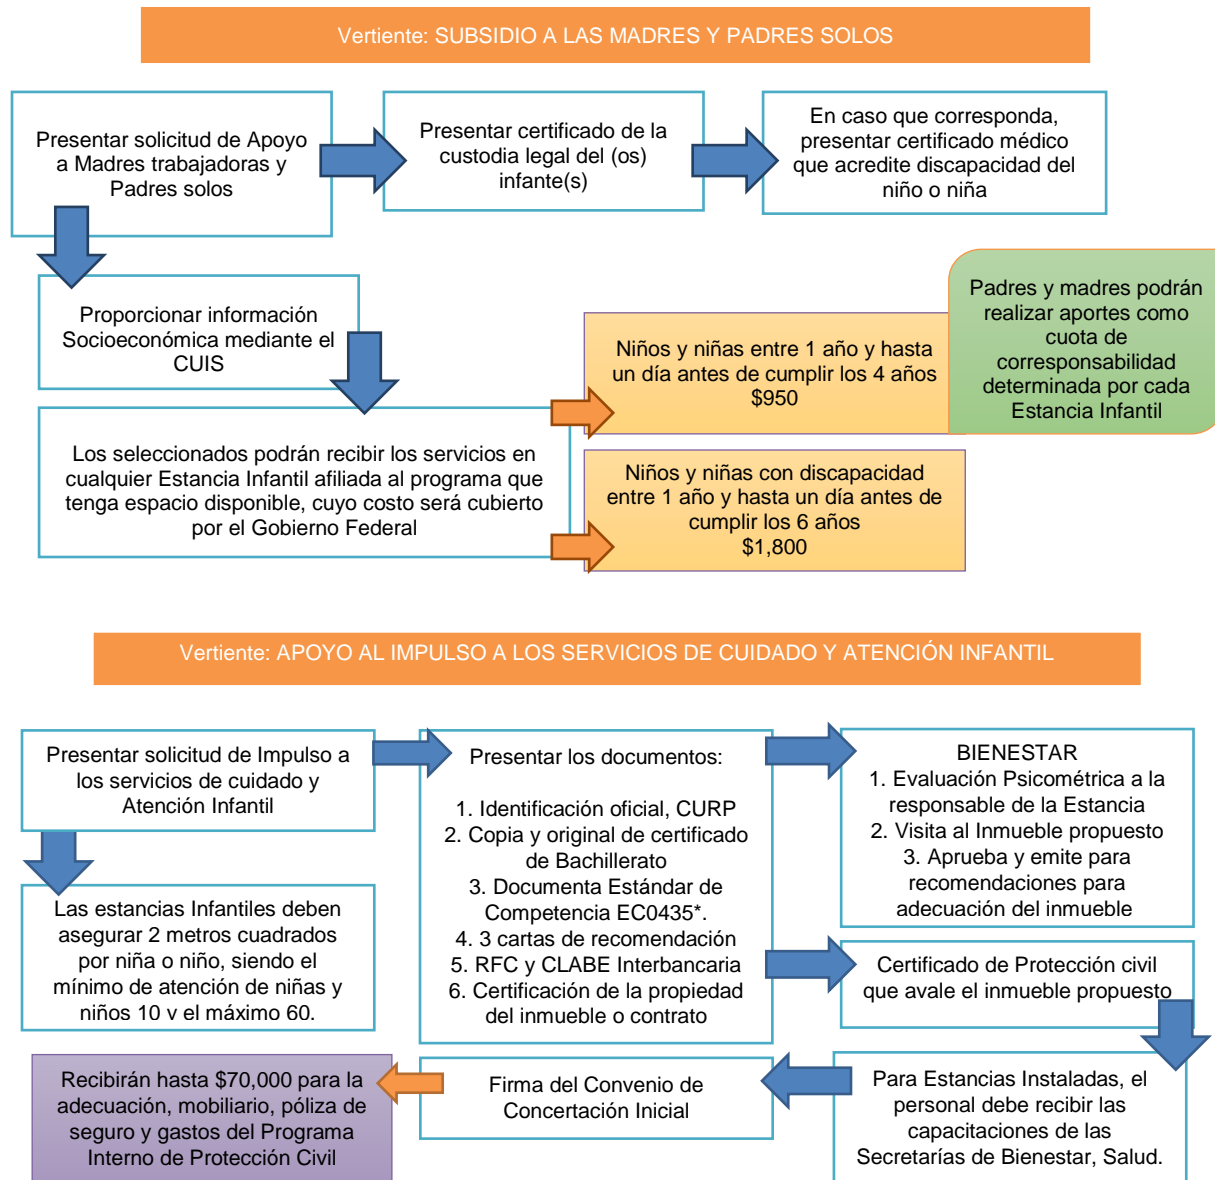 Vertiente: SUBSIDIO A LAS MADRES Y PADRES SOLOS
Presentar solicitud de Apoyo
a Madres trabajadoras y
Padres solos
Presentar certificado de la
custodia legal del (os)
infante(s)
En caso que corresponda,
presentar certificado médico
que acredite discapacidad del
niño o niña
Proporcionar información
Socioeconómica mediante el
CUIS
Niños y niñas entre 1 año y hasta
un día antes de cumplir los 4 años
$950
Padres y madres podrán
realizar aportes como
cuota de
corresponsabilidad
determinada por cada
Estancia Infantil
Los seleccionados podrán recibir los servicios en
cualquier Estancia Infantil afiliada al programa que
tenga espacio disponible, cuyo costo será cubierto
por el Gobierno Federal
Niños y niñas con discapacidad
entre 1 año y hasta un día antes de
cumplir los 6 años
$1,800
Vertiente: APOYO AL IMPULSO A LOS SERVICIOS DE CUIDADO Y ATENCIÓN INFANTIL
Presentar solicitud de Impulso a
los servicios de cuidado y
Atención Infantil
Presentar los documentos:
1. Identificación oficial, CURP
2. Copia y original de certificado
de Bachillerato
3. Documenta Estándar de
Competencia EC0435*.
4. 3 cartas de recomendación
5. RFC y CLABE Interbancaria
6. Certificación de la propiedad
del inmueble o contrato
BIENESTAR
1. Evaluación Psicométrica a la
responsable de la Estancia
2. Visita al Inmueble propuesto
3. Aprueba y emite para
recomendaciones para
adecuación del inmueble
Las estancias Infantiles deben
asegurar 2 metros cuadrados
por niña o niño, siendo el
mínimo de atención de niñas y
niños 10 y el máximo 60.
Certificado de Protección civil
que avale el inmueble propuesto
Recibirán hasta $70,000 para la
adecuación, mobiliario, póliza de
seguro y gastos del Programa
Interno de Protección Civil
Firma del Convenio de
Concertación Inicial
Para Estancias Instaladas, el
personal debe recibir las
capacitaciones de las
Secretarías de Bienestar, Salud.